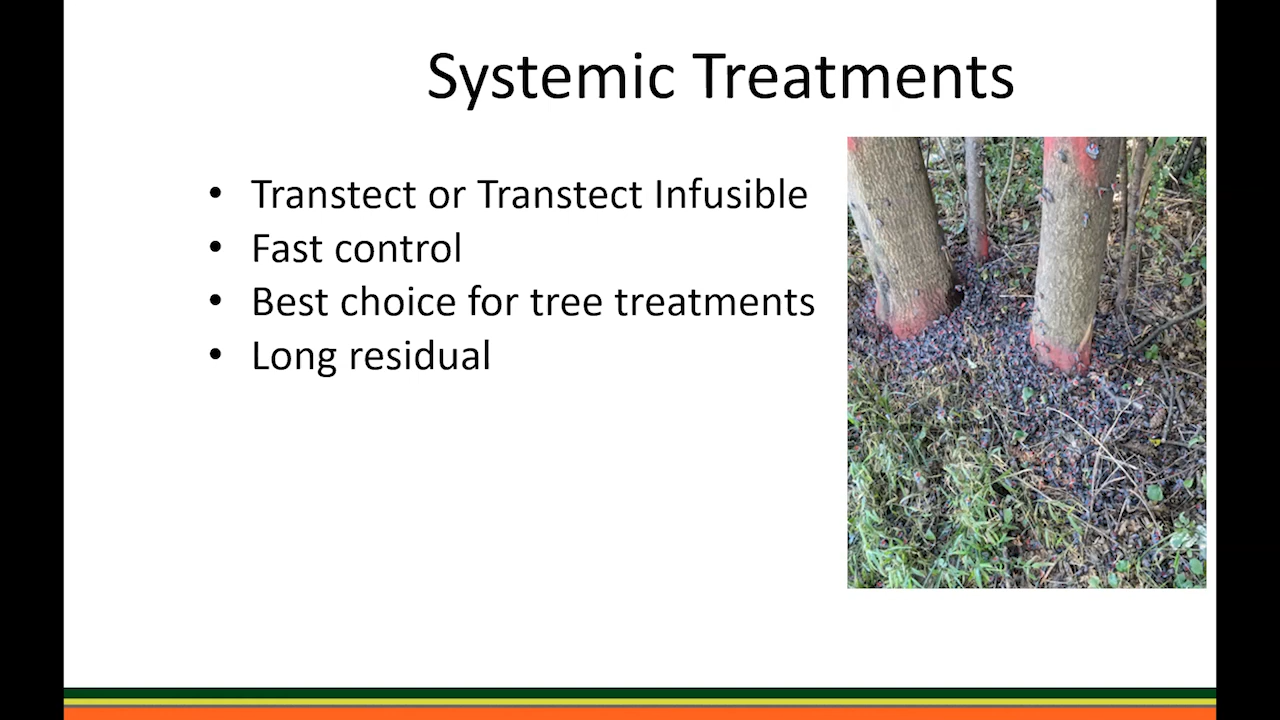 Systemic Treatments
• Transtect or Transtect Infusible
• Fast control
• Best choice for tree treatments
• Long residual